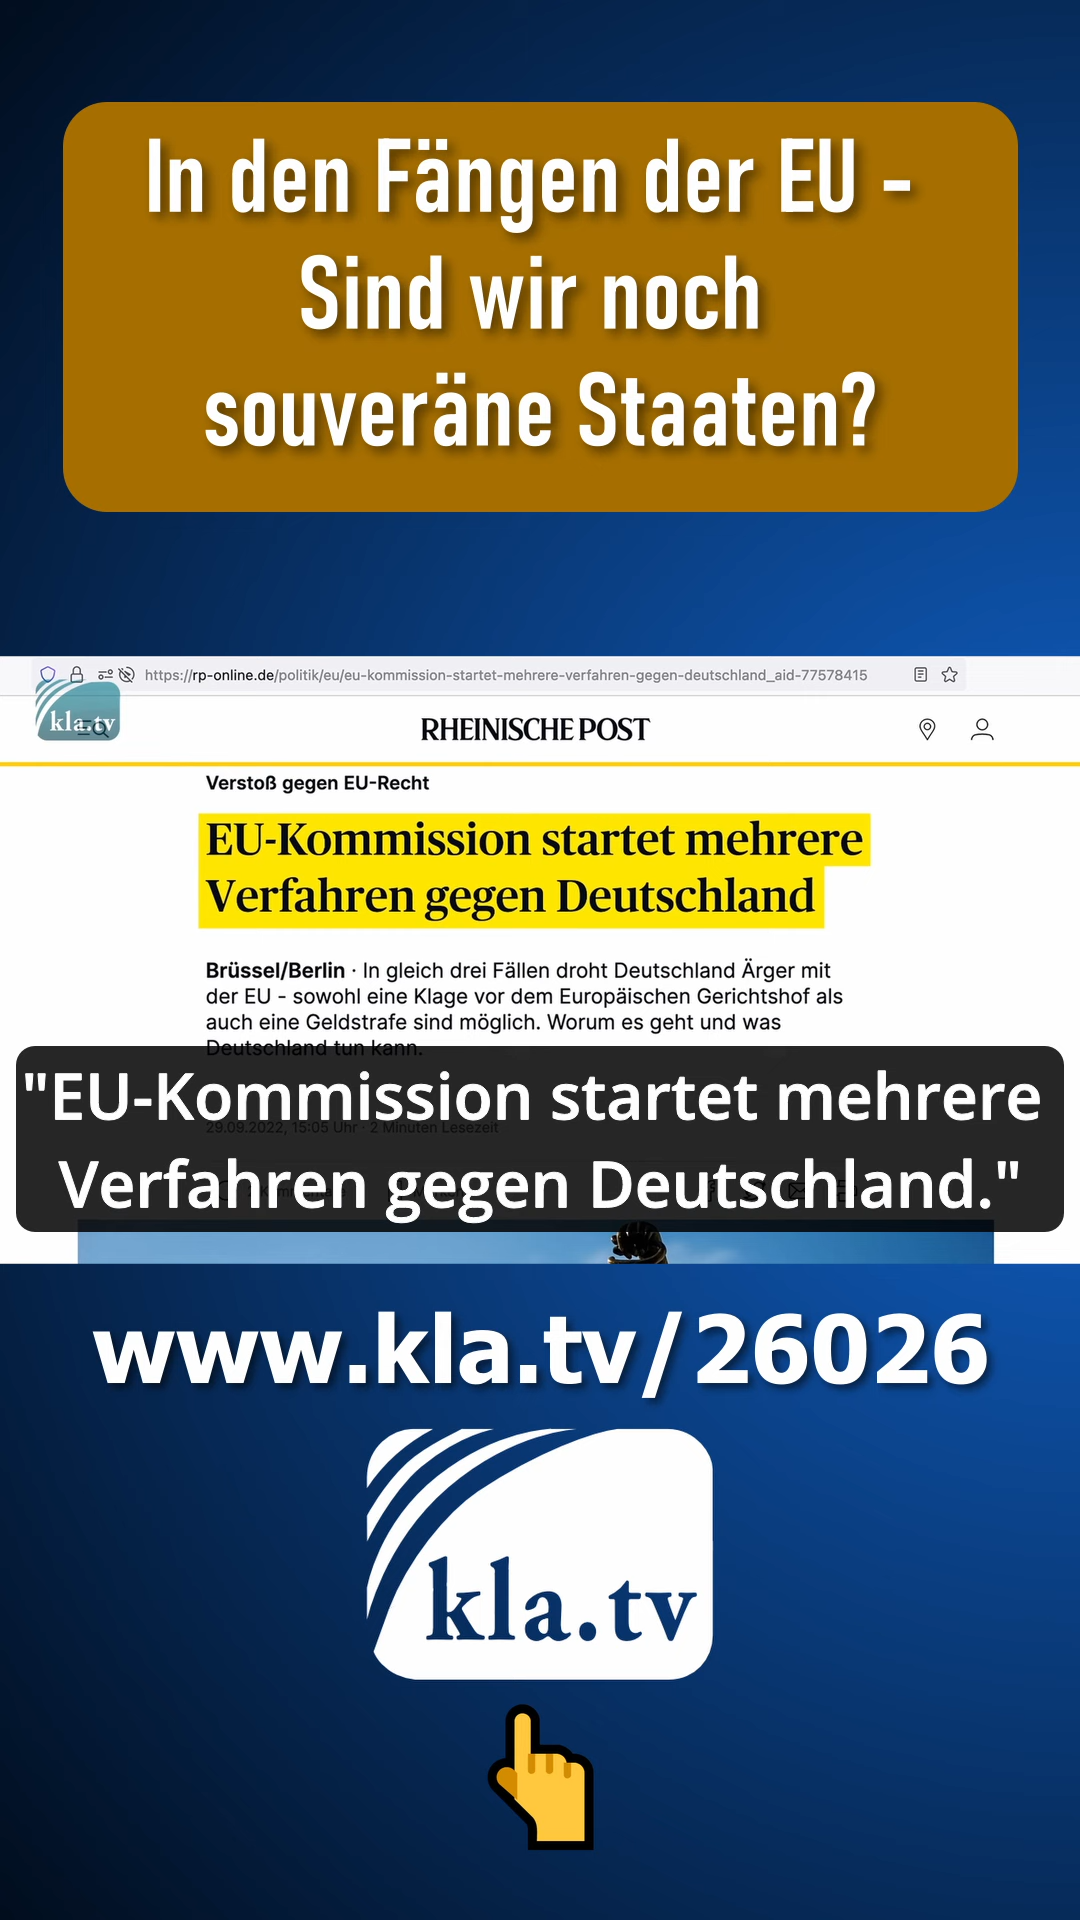 In den Fängen der EU -
Sind wir noch
souveräne Staaten?
https://rp-online.de/politik/eu/eu-kommission-startet-mehrere-verfahren-gegen-deutschland_aid-77578415
kla.tv
RHEINISCHE POST
Verstoß gegen EU-Recht
EU-Kommission startet mehrere
Verfahren gegen Deutschland
Brüssel/Berlin · In gleich drei Fällen droht Deutschland Ärger mit
der EU - sowohl eine Klage vor dem Europäischen Gerichtshof als
auch eine Geldstrafe sind möglich. Worum es geht und was
Deutschland tun kann.
"EU-Kommission startet mehrere
29.09.2022, 15:05 Uhr · 2 Minuten Lesezeit
Verfahren gegen Deutschland."
www.kla.tv/26026
kla.tv